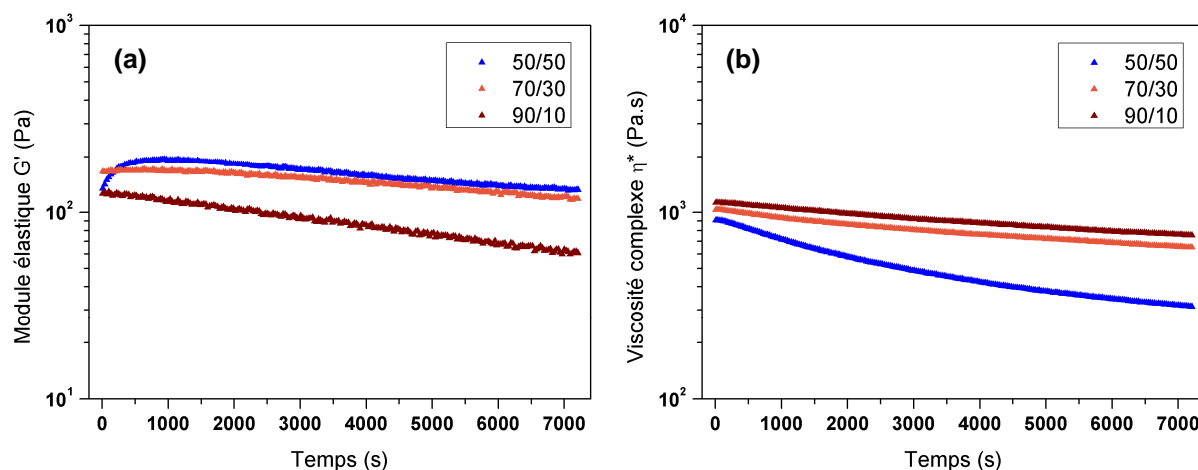 (a)
50/50
70/30
90/10
Module élastique G' (Pa)
10³
10²
10¹
0 1000 2000 3000 4000 5000 6000 7000
Temps (s)
(b)
50/50
70/30
90/10
Viscosité complexe η* (Pa.s)
10⁴
10³
10²
0 1000 2000 3000 4000 5000 6000 7000
Temps (s)